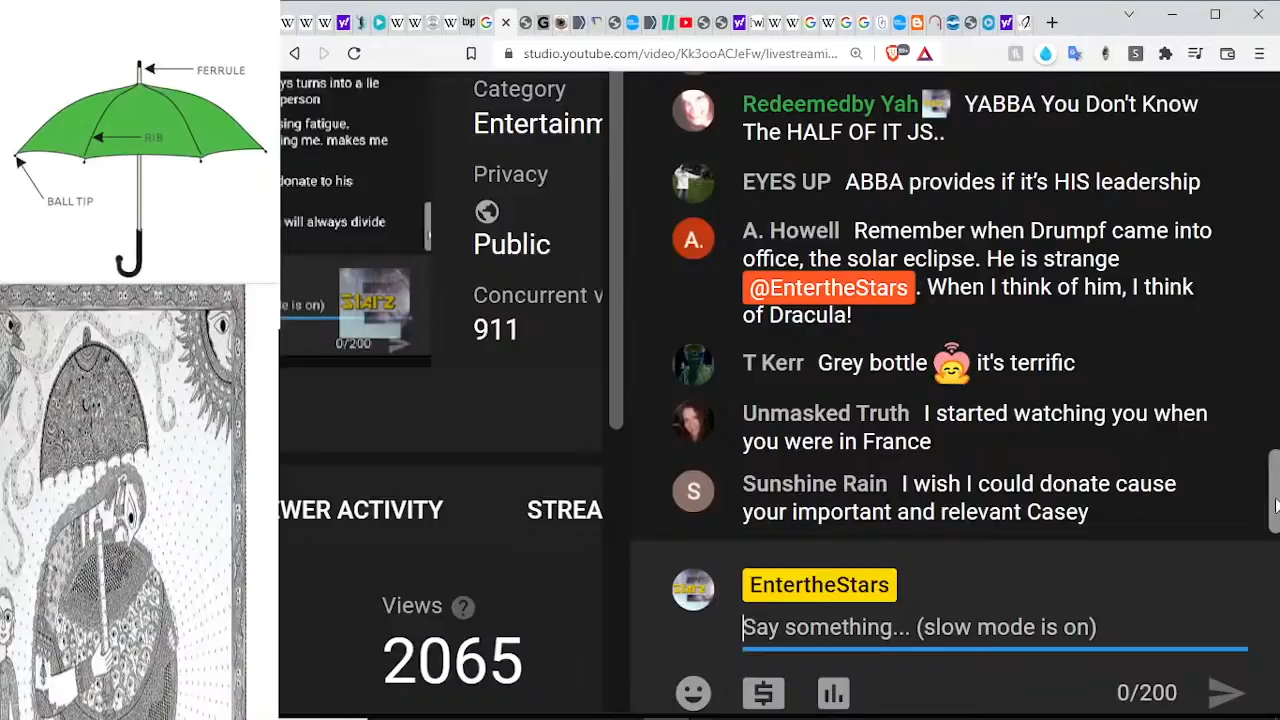 FERRULE
RIB
BALL TIP
bp
studio.youtube.com/video/Kk3ooACJeFw/livestreami...
99+
ys turns into a lie
person
sing fatigue.
ng me. makes me
donate to his
will always divide
e is on)
Starz
0/200
Category
Entertainm
Privacy
Public
Concurrent v
911
WER ACTIVITY
STREA
Views
2065
Redeemedby Yah YABBA You Don't Know
The HALF OF IT JS..
EYES UP ABBA provides if it's HIS leadership
A.
A. Howell Remember when Drumpf came into
office, the solar eclipse. He is strange
@EntertheStars . When I think of him, I think
of Dracula!
T Kerr Grey bottle it's terrific
Unmasked Truth I started watching you when
you were in France
S
Sunshine Rain I wish I could donate cause
your important and relevant Casey
EntertheStars
Say something... (slow mode is on)
0/200